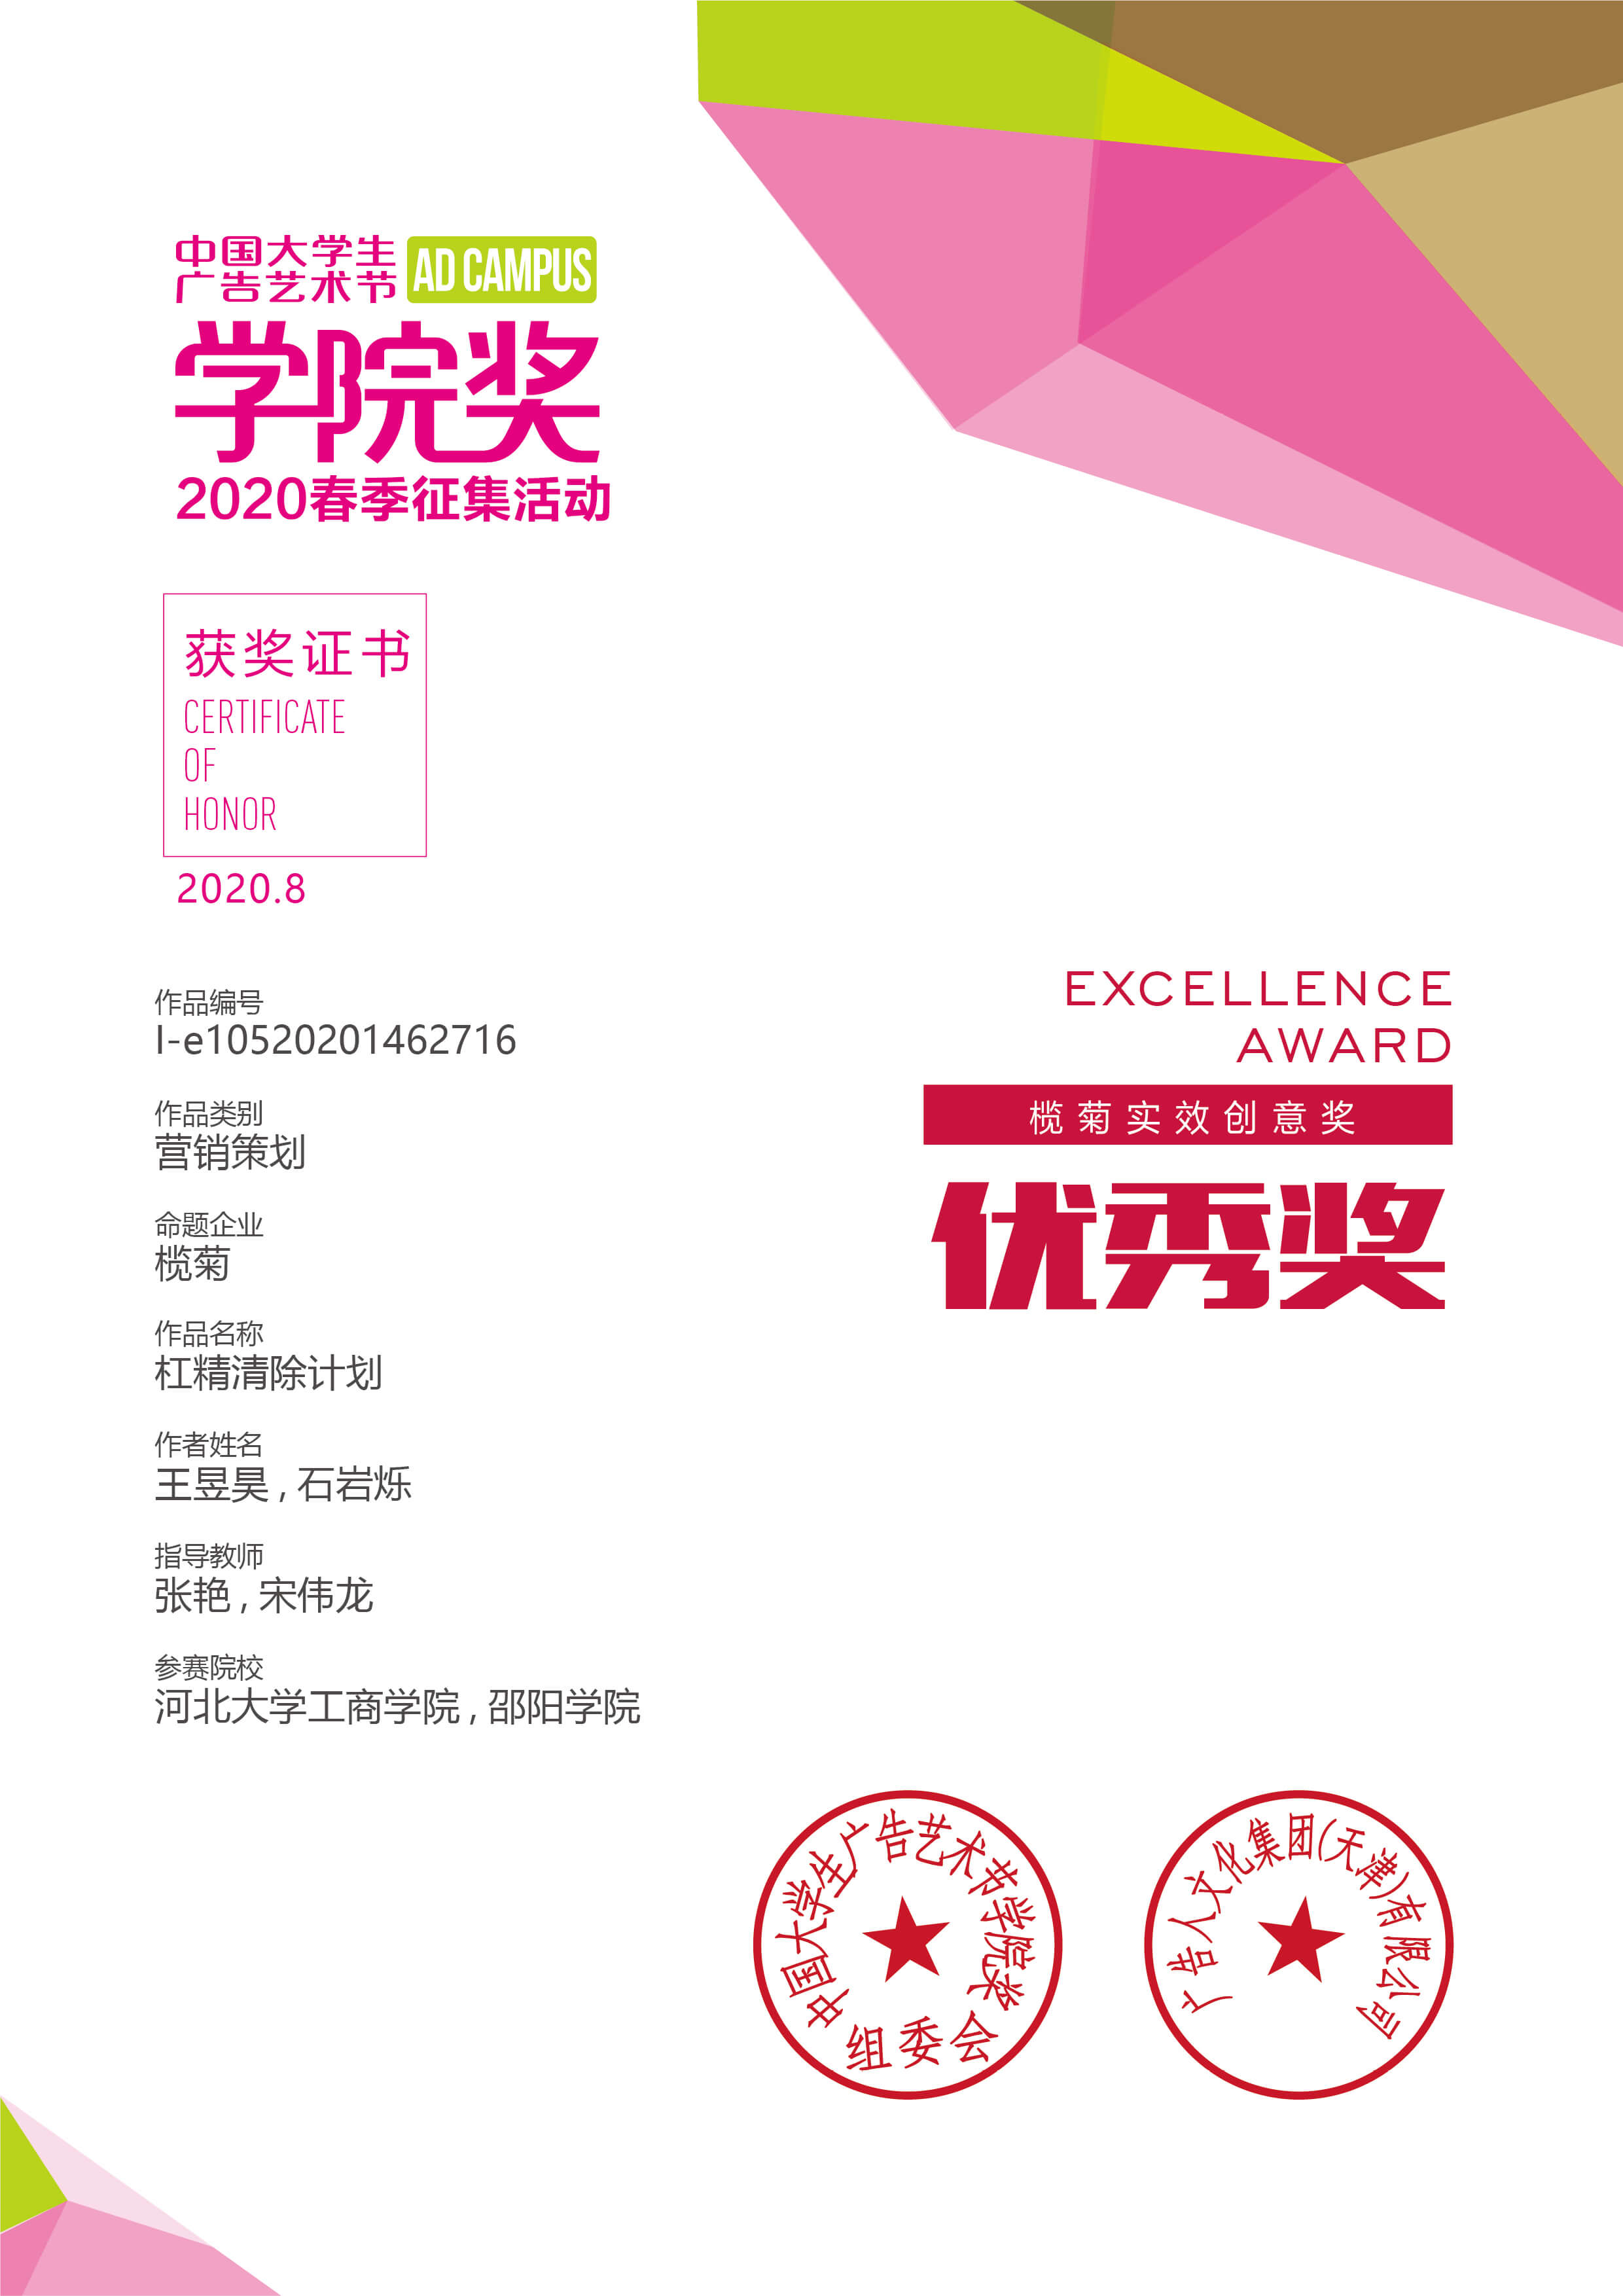 中国大学生
广告艺术节
AD CAMPUS
学院奖
2020春季征集活动
获奖证书
CERTIFICATE
OF
HONOR
2020.8
作品编号
I-e10520201462716
作品类别
营销策划
命题企业
榄菊
作品名称
杠精清除计划
作者姓名
王昱昊 , 石岩烁
指导教师
张艳 , 宋伟龙
参赛院校
河北大学工商学院 , 邵阳学院
EXCELLENCE
AWARD
榄菊实效创意奖
优秀奖
中国大学生广告艺术节学院奖
组委会
广告人文化集团(天津)有限公司